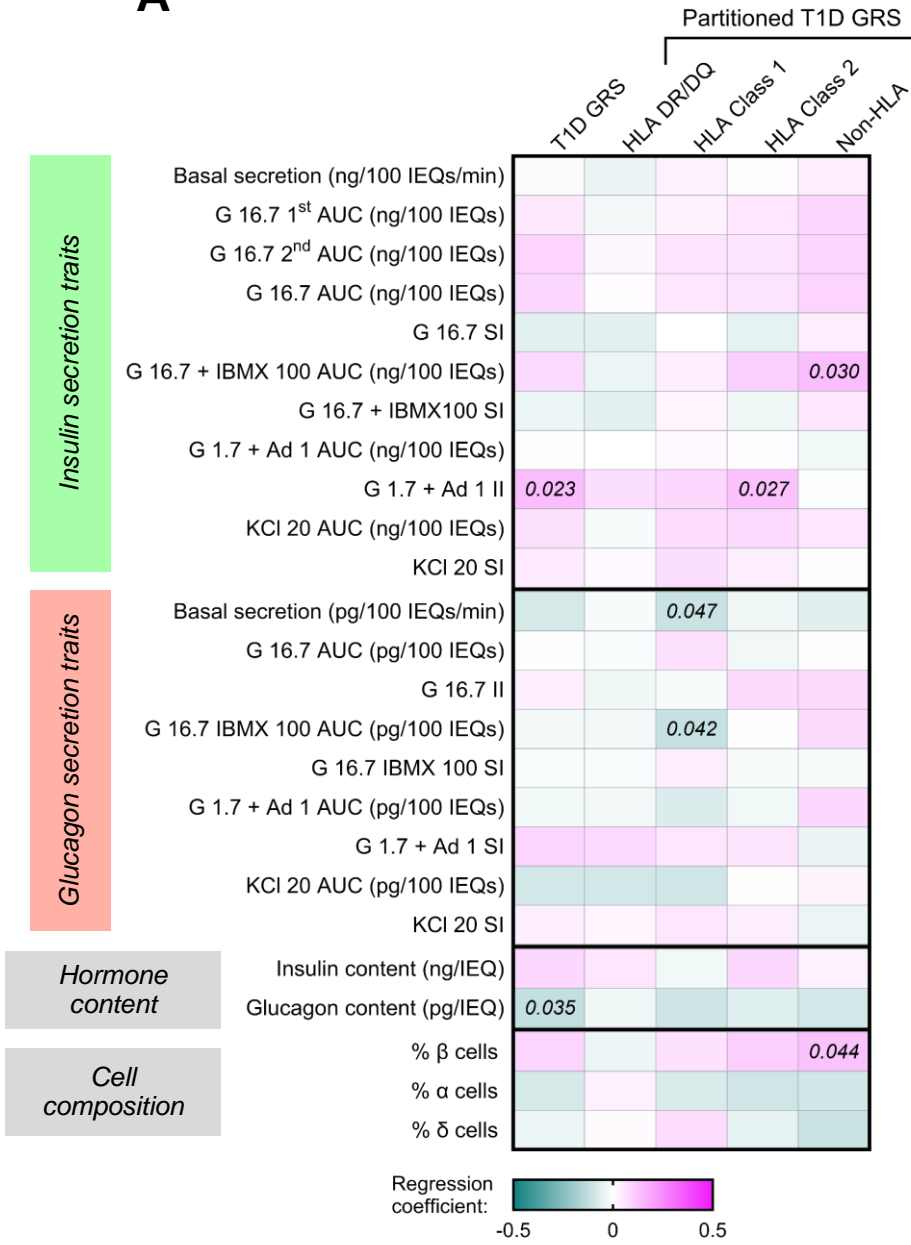 A
Partitioned T1D GRS
T1D GRS
HLA DR/DQ
HLA Class 1
HLA Class 2
Non-HLA
Insulin secretion traits
Basal secretion (ng/100 IEQs/min)
G 16.7 1st AUC (ng/100 IEQs)
G 16.7 2nd AUC (ng/100 IEQs)
G 16.7 AUC (ng/100 IEQs)
G 16.7 SI
G 16.7 + IBMX 100 AUC (ng/100 IEQs) 0.030
G 16.7 + IBMX100 SI
G 1.7 + Ad 1 AUC (ng/100 IEQs)
G 1.7 + Ad 1 II 0.023 0.027
KCl 20 AUC (ng/100 IEQs)
KCl 20 SI
Glucagon secretion traits
Basal secretion (pg/100 IEQs/min) 0.047
G 16.7 AUC (pg/100 IEQs)
G 16.7 II
G 16.7 IBMX 100 AUC (pg/100 IEQs) 0.042
G 16.7 IBMX 100 SI
G 1.7 + Ad 1 AUC (pg/100 IEQs)
G 1.7 + Ad 1 SI
KCl 20 AUC (pg/100 IEQs)
KCl 20 SI
Hormone
content
Insulin content (ng/IEQ)
Glucagon content (pg/IEQ) 0.035
Cell
composition
% β cells 0.044
% α cells
% δ cells
Regression
coefficient:
-0.5 0 0.5